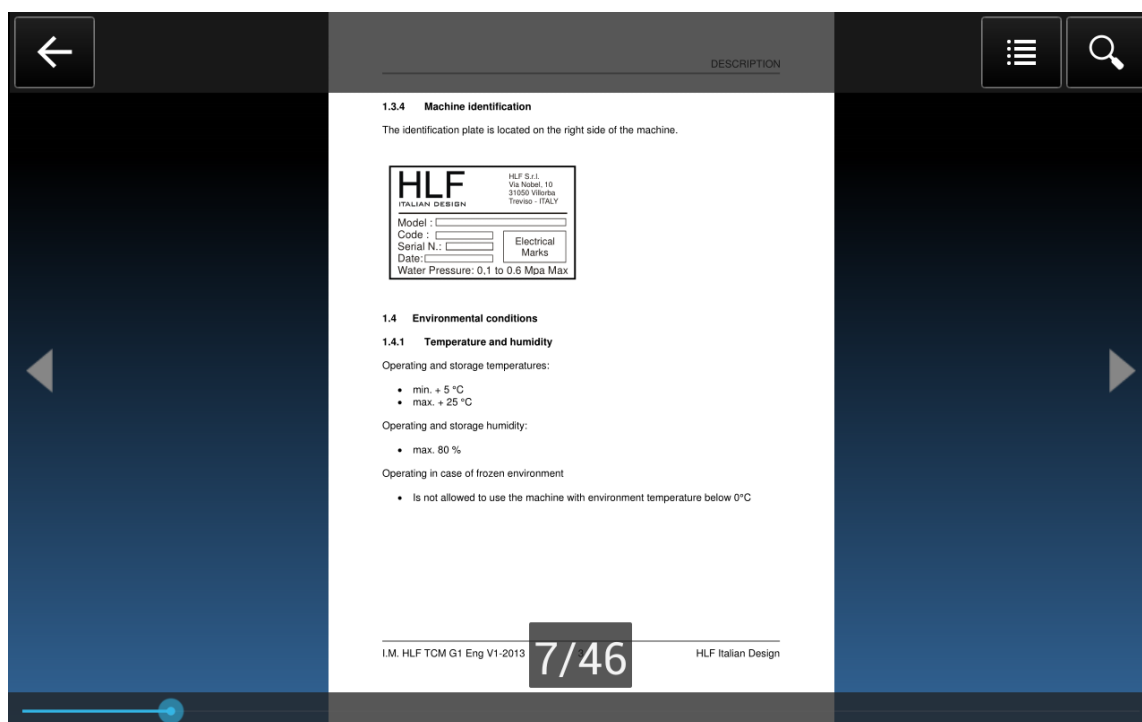 DESCRIPTION
1.3.4 Machine identification
The identification plate is located on the right side of the machine.
HLF
ITALIAN DESIGN
HLF S.r.l.
Via Nobel, 10
31050 Villorba
Treviso - ITALY
Model :
Code :
Serial N.:
Date:
Electrical
Marks
Water Pressure: 0,1 to 0.6 Mpa Max
1.4 Environmental conditions
1.4.1 Temperature and humidity
Operating and storage temperatures:
• min. + 5 °C
• max. + 25 °C
Operating and storage humidity:
• max. 80 %
Operating in case of frozen environment
• Is not allowed to use the machine with environment temperature below 0°C
I.M. HLF TCM G1 Eng V1-2013 3 HLF Italian Design
7/46